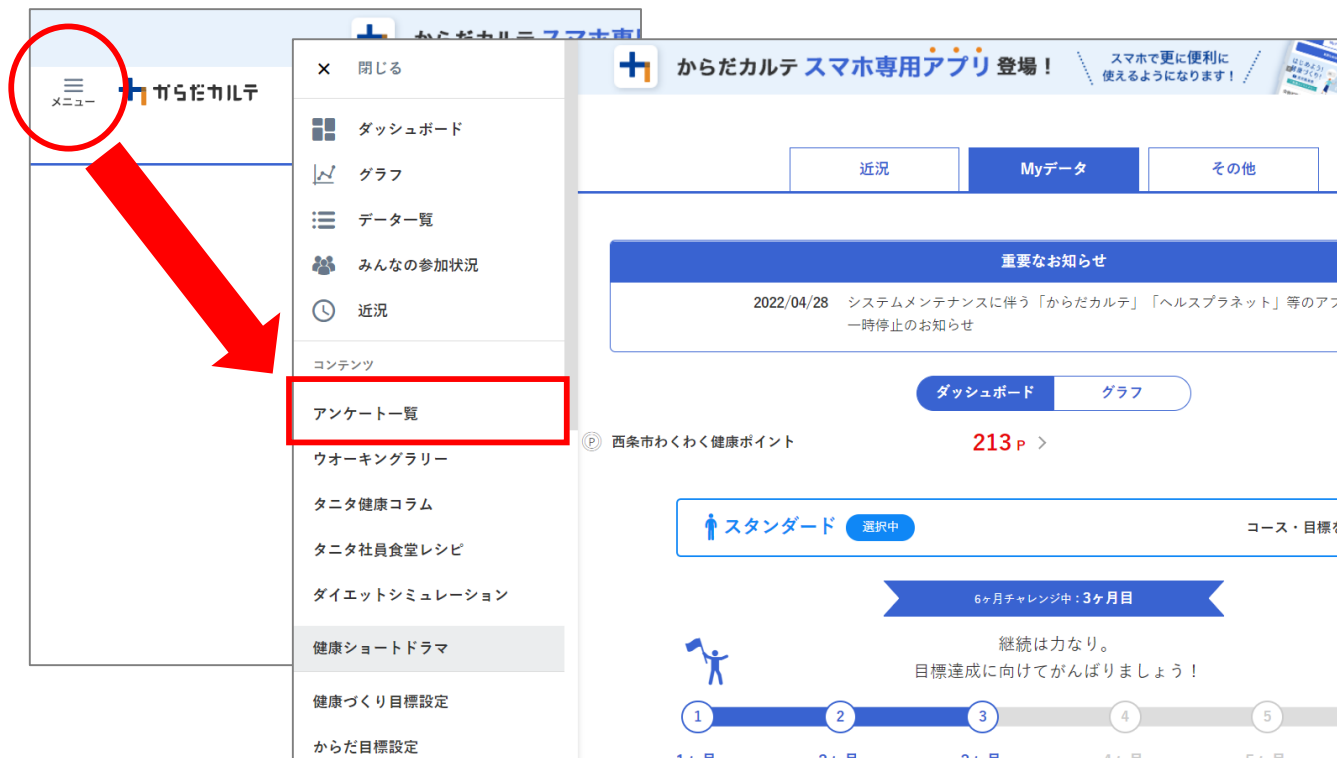 からだカルテ スマホ専
メニュー
からだカルテ
閉じる
ダッシュボード
グラフ
データ一覧
みんなの参加状況
近況
コンテンツ
アンケート一覧
ウオーキングラリー
タニタ健康コラム
タニタ社員食堂レシピ
ダイエットシミュレーション
健康ショートドラマ
健康づくり目標設定
からだ目標設定
からだカルテ スマホ専用アプリ 登場！
スマホで更に便利に
使えるようになります！
近況 Myデータ その他
重要なお知らせ
2022/04/28 システムメンテナンスに伴う「からだカルテ」「ヘルスプラネット」等のアプ
一時停止のお知らせ
ダッシュボード グラフ
P 西条市わくわく健康ポイント 213 P
スタンダード 選択中 コース・目標を
6ヶ月チャレンジ中：3ヶ月目
継続は力なり。
目標達成に向けてがんばりましょう！
1 2 3 4 5